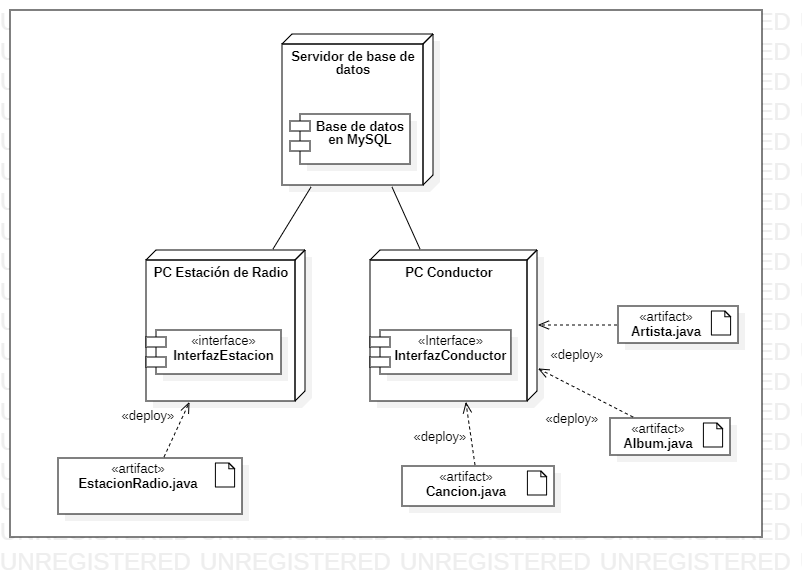 Servidor de base de
datos
Base de datos
en MySQL
PC Estación de Radio
«interface»
InterfazEstacion
PC Conductor
«Interface»
InterfazConductor
«artifact»
Artista.java
«deploy»
«deploy»
«artifact»
Album.java
«deploy»
«artifact»
EstacionRadio.java
«deploy»
«artifact»
Cancion.java
UNREGISTERED UNREGISTERED UNREGISTERED UNREGISTERED